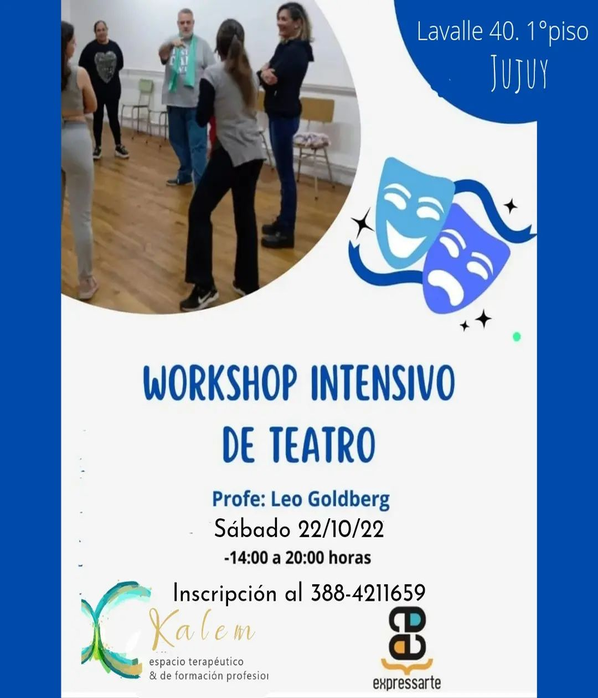 Lavalle 40. 1°piso
JUJUY
WORKSHOP INTENSIVO
DE TEATRO
Profe: Leo Goldberg
Sábado 22/10/22
-14:00 a 20:00 horas
Inscripción al 388-4211659
Kalem
espacio terapéutico
& de formación profesior
expressarte